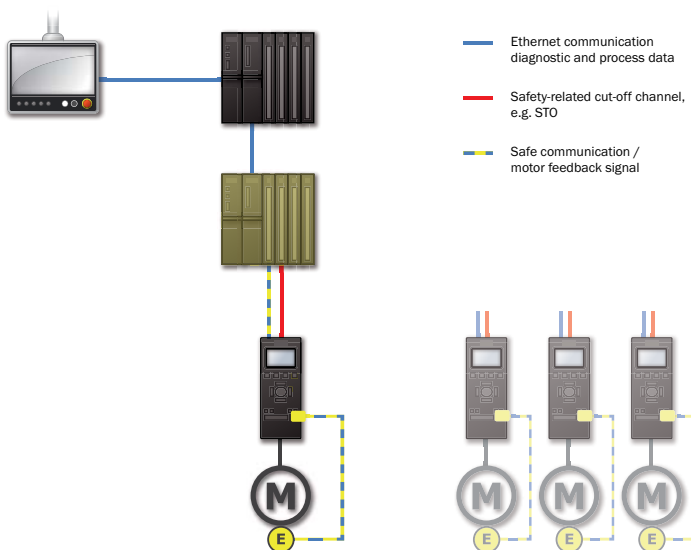 Ethernet communication
diagnostic and process data
Safety-related cut-off channel,
e.g. STO
Safe communication /
motor feedback signal
M
M
M
M
E
E
E
E